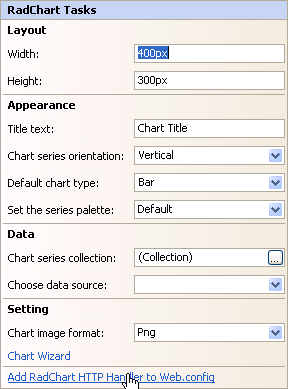 RadChart Tasks
Layout
Width: 400px
Height: 300px
Appearance
Title text: Chart Title
Chart series orientation: Vertical
Default chart type: Bar
Set the series palette: Default
Data
Chart series collection: (Collection) ...
Choose data source:
Setting
Chart image format: Png
Chart Wizard
Add RadChart HTTP Handler to Web.config